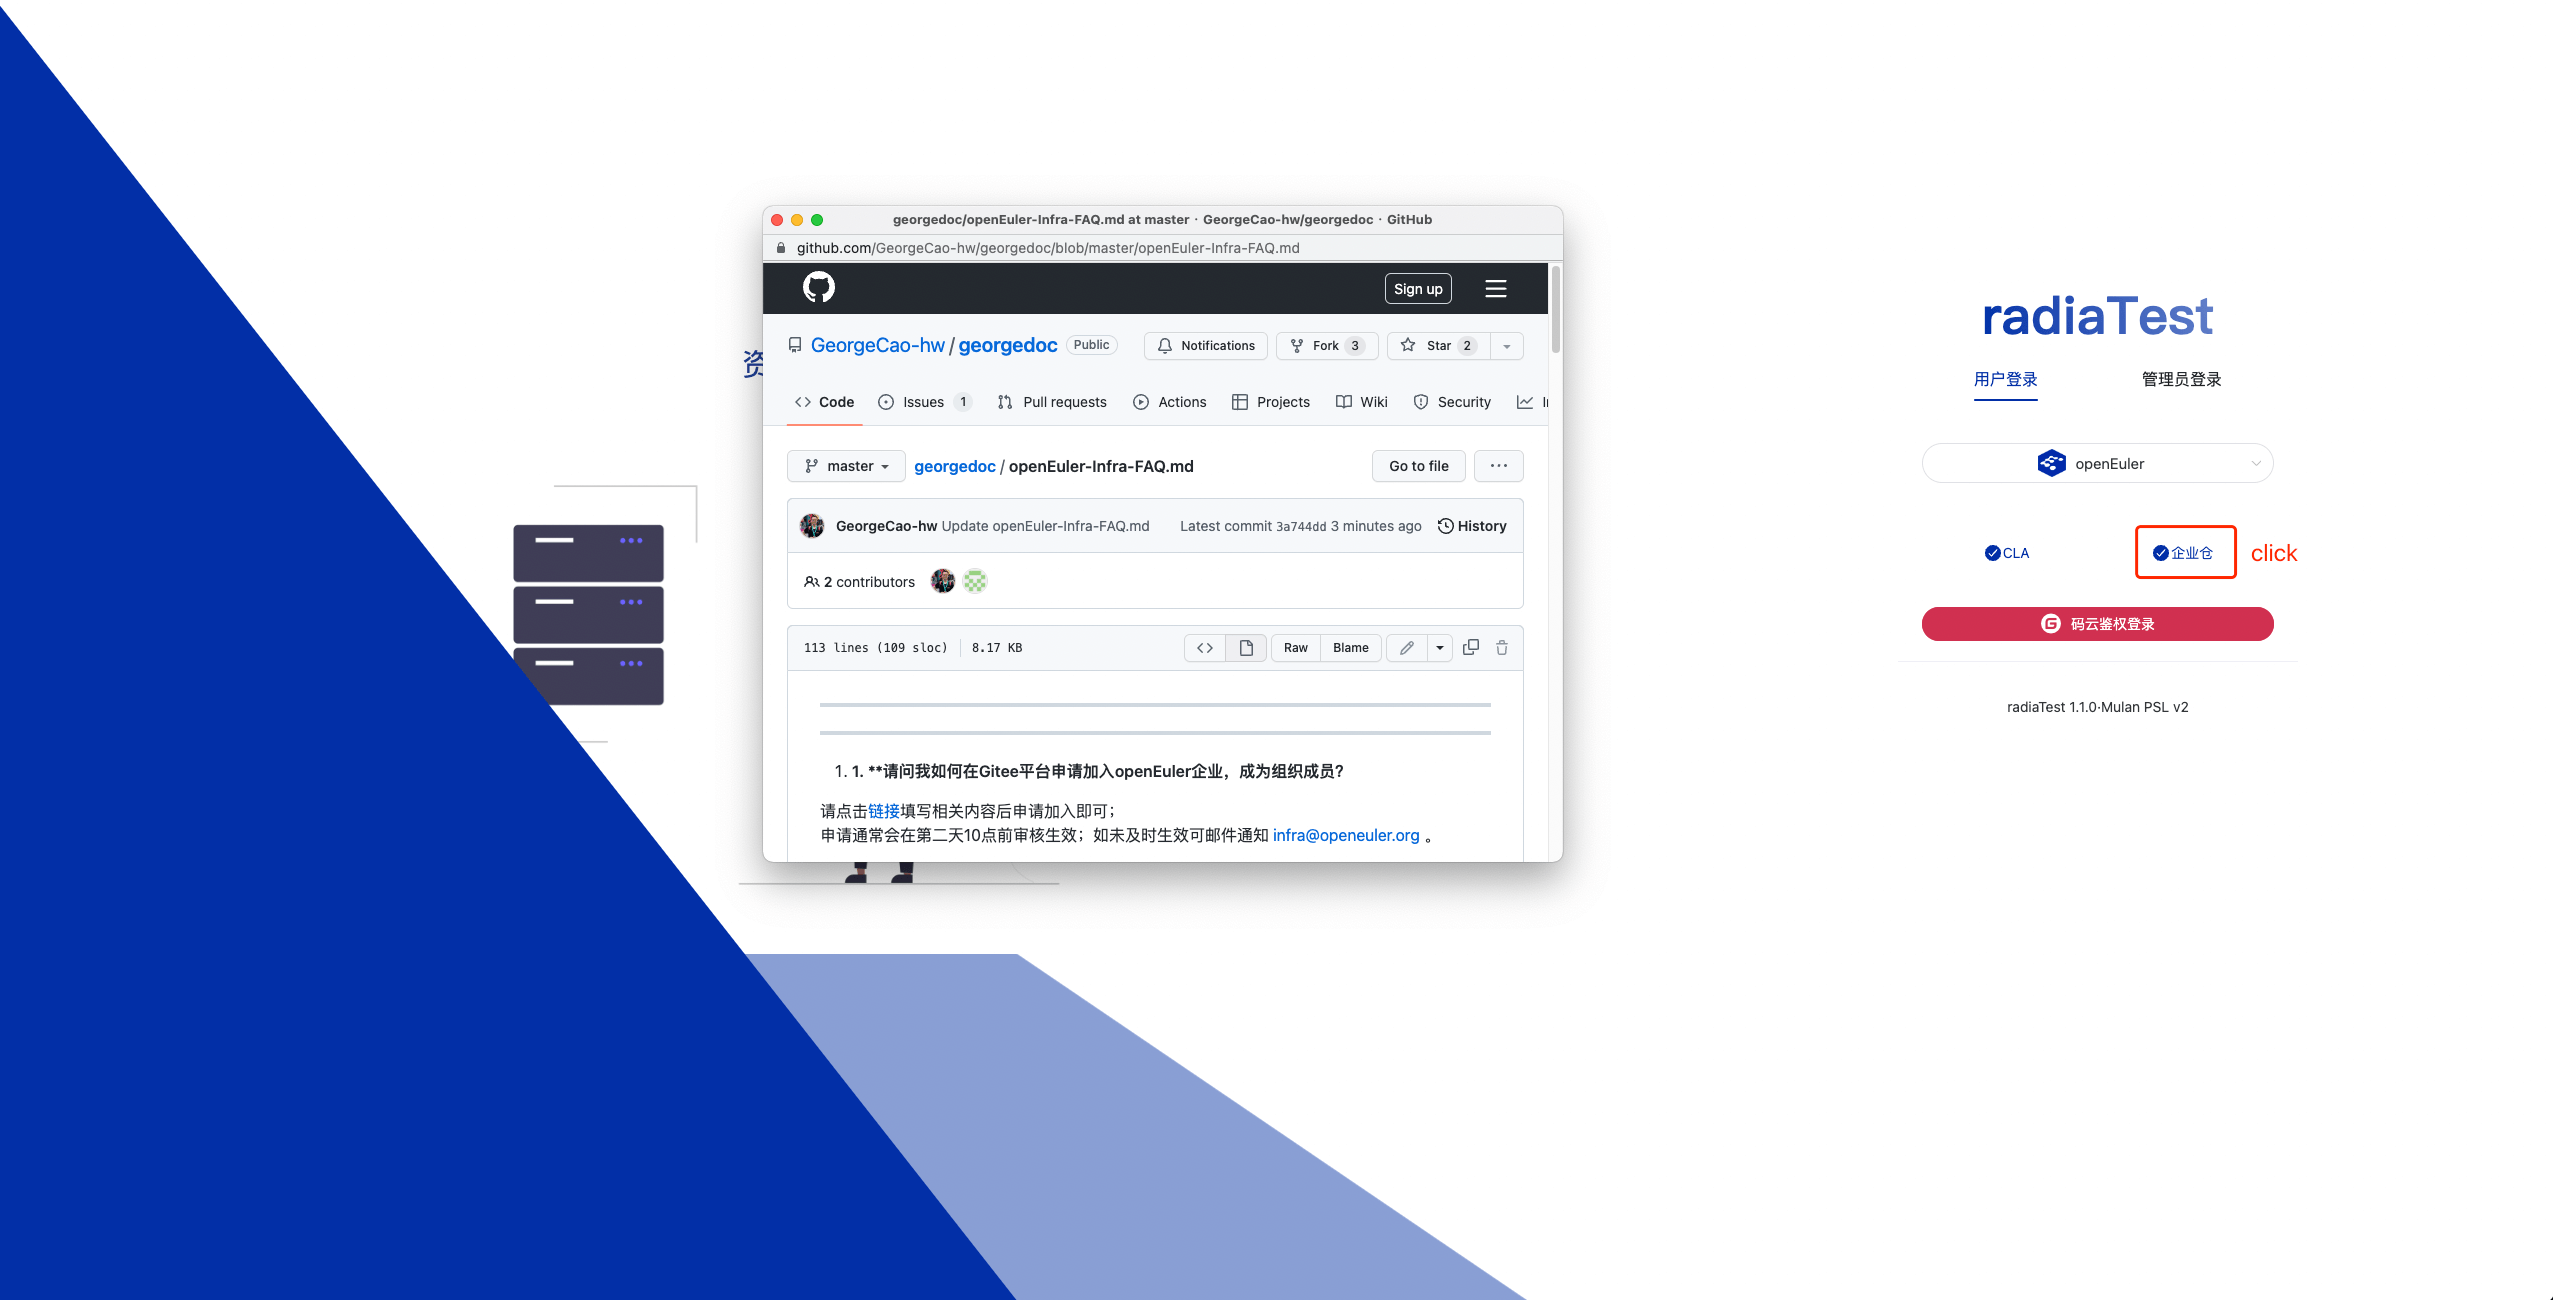 georgedoc/openEuler-Infra-FAQ.md at master · GeorgeCao-hw/georgedoc · GitHub
github.com/GeorgeCao-hw/georgedoc/blob/master/openEuler-Infra-FAQ.md
Sign up
GeorgeCao-hw / georgedoc Public Notifications Fork 3 Star 2
资
Code Issues 1 Pull requests Actions Projects Wiki Security
master georgedoc / openEuler-Infra-FAQ.md Go to file
GeorgeCao-hw Update openEuler-Infra-FAQ.md Latest commit 3a744dd 3 minutes ago History
2 contributors
113 lines (109 sloc) 8.17 KB Raw Blame
1. 1. **请问我如何在Gitee平台申请加入openEuler企业，成为组织成员?
请点击链接填写相关内容后申请加入即可；
申请通常会在第二天10点前审核生效；如未及时生效可邮件通知 infra@openeuler.org 。
radiaTest
用户登录 管理员登录
openEuler
CLA 企业仓 click
码云鉴权登录
radiaTest 1.1.0·Mulan PSL v2